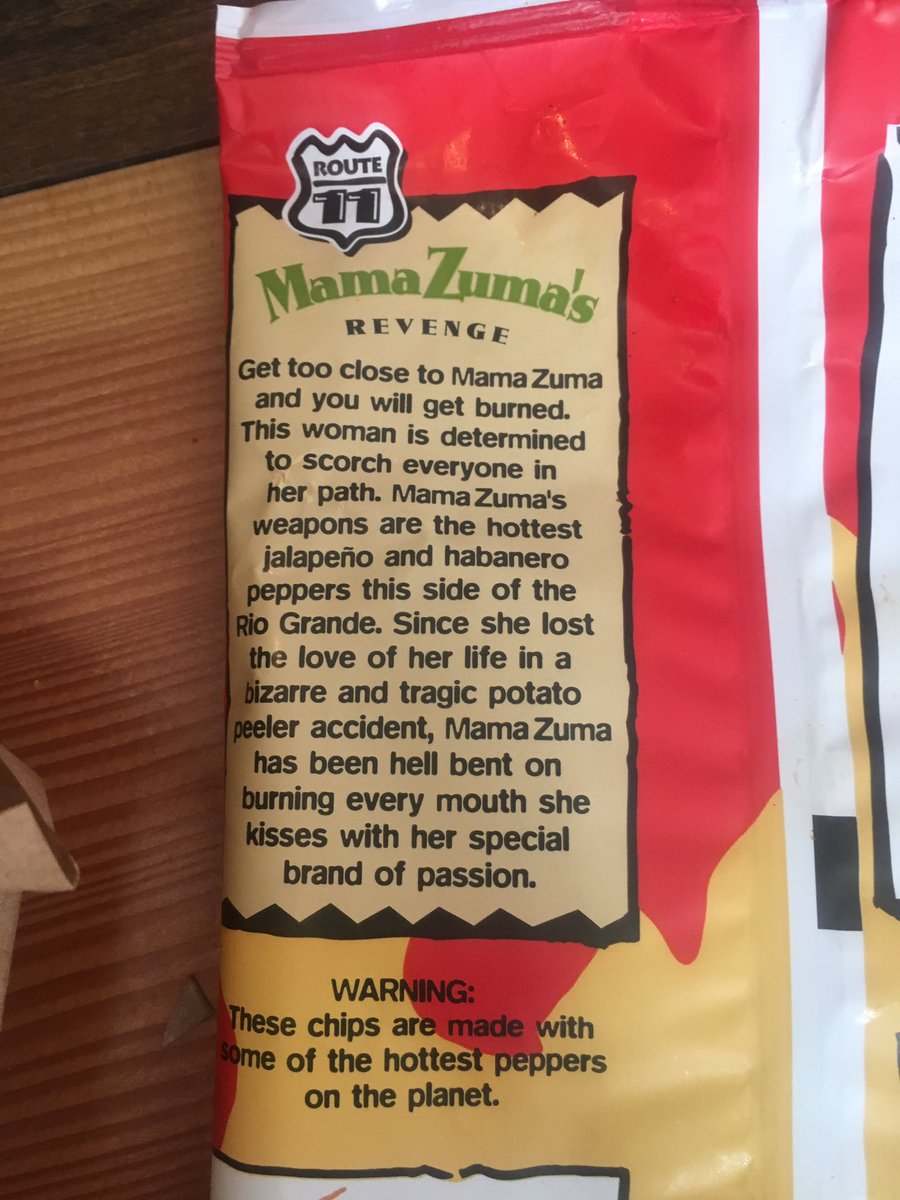 ROUTE
11
Mama Zuma's
REVENGE
Get too close to Mama Zuma
and you will get burned.
This woman is determined
to scorch everyone in
her path. Mama Zuma's
weapons are the hottest
jalapeño and habanero
peppers this side of the
Rio Grande. Since she lost
the love of her life in a
bizarre and tragic potato
peeler accident, Mama Zuma
has been hell bent on
burning every mouth she
kisses with her special
brand of passion.
WARNING:
These chips are made with
some of the hottest peppers
on the planet.